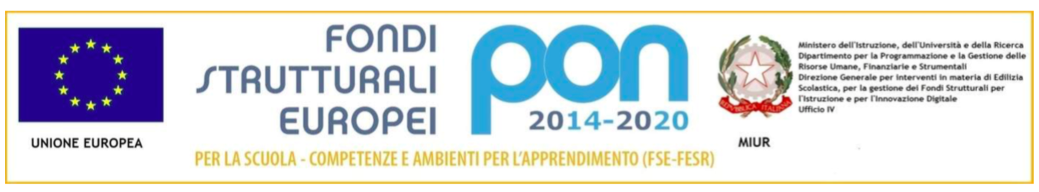 UNIONE EUROPEA
FONDI
STRUTTURALI
EUROPEI
pon
2014-2020
PER LA SCUOLA - COMPETENZE E AMBIENTI PER L'APPRENDIMENTO (FSE-FESR)
REPUBBLICA ITALIANA
MIUR
Ministero dell'Istruzione, dell'Università e della Ricerca
Dipartimento per la Programmazione e la Gestione delle
Risorse Umane, Finanziarie e Strumentali
Direzione Generale per interventi in materia di Edilizia
Scolastica, per la gestione dei Fondi Strutturali per
l'Istruzione e per l'Innovazione Digitale
Ufficio IV